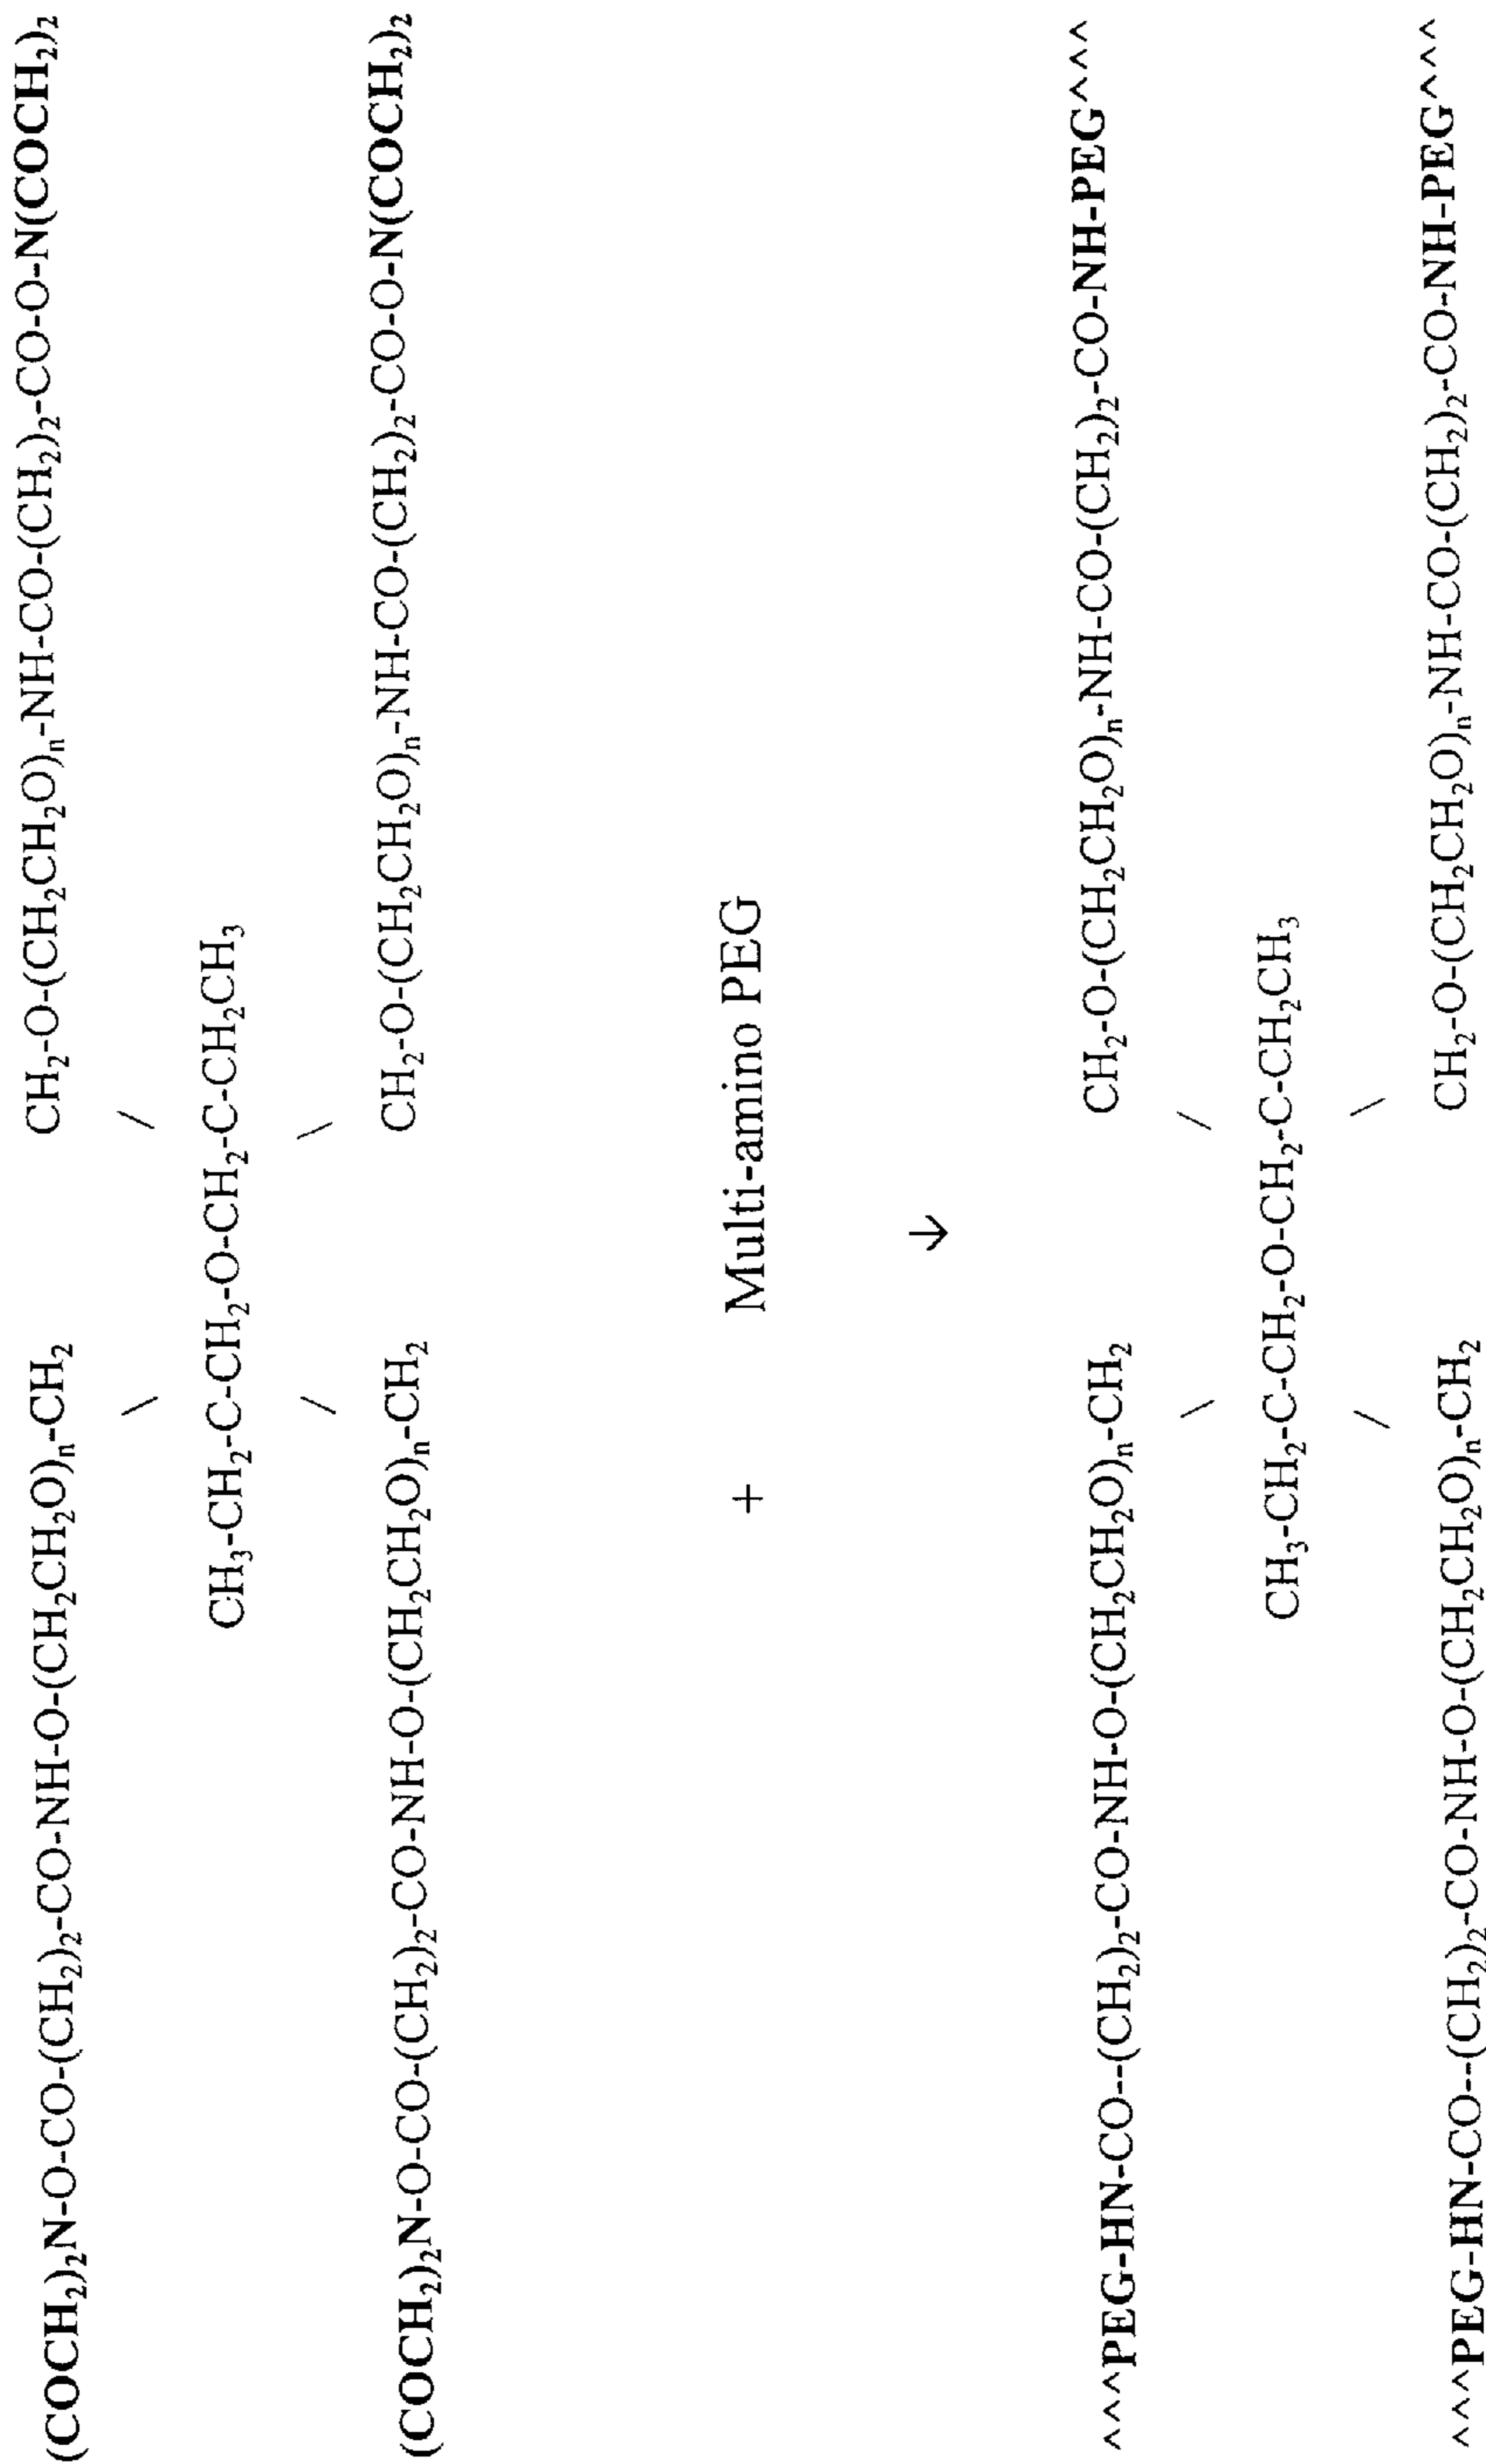 (COCH₂)₂N-O-CO-(CH₂)₂-CO-NH-O-(CH₂CH₂O)ₙ-CH₂ CH₂-O-(CH₂CH₂O)ₙ-NH-CO-(CH₂)₂-CO-O-N(COCH₂)₂
\ /
CH₃-CH₂-C-CH₂-O-CH₂-C-CH₂CH₃
/ \
(COCH₂)₂N-O-CO-(CH₂)₂-CO-NH-O-(CH₂CH₂O)ₙ-CH₂ CH₂-O-(CH₂CH₂O)ₙ-NH-CO-(CH₂)₂-CO-O-N(COCH₂)₂
+ Multi-amino PEG
↓
^^^PEG-HN-CO--(CH₂)₂-CO-NH-O-(CH₂CH₂O)ₙ-CH₂ CH₂-O-(CH₂CH₂O)ₙ-NH-CO-(CH₂)₂-CO-NH-PEG^^^
\ /
CH₃-CH₂-C-CH₂-O-CH₂-C-CH₂CH₃
/ \
^^^PEG-HN-CO--(CH₂)₂-CO-NH-O-(CH₂CH₂O)ₙ-CH₂ CH₂-O-(CH₂CH₂O)ₙ-NH-CO-(CH₂)₂-CO-NH-PEG^^^